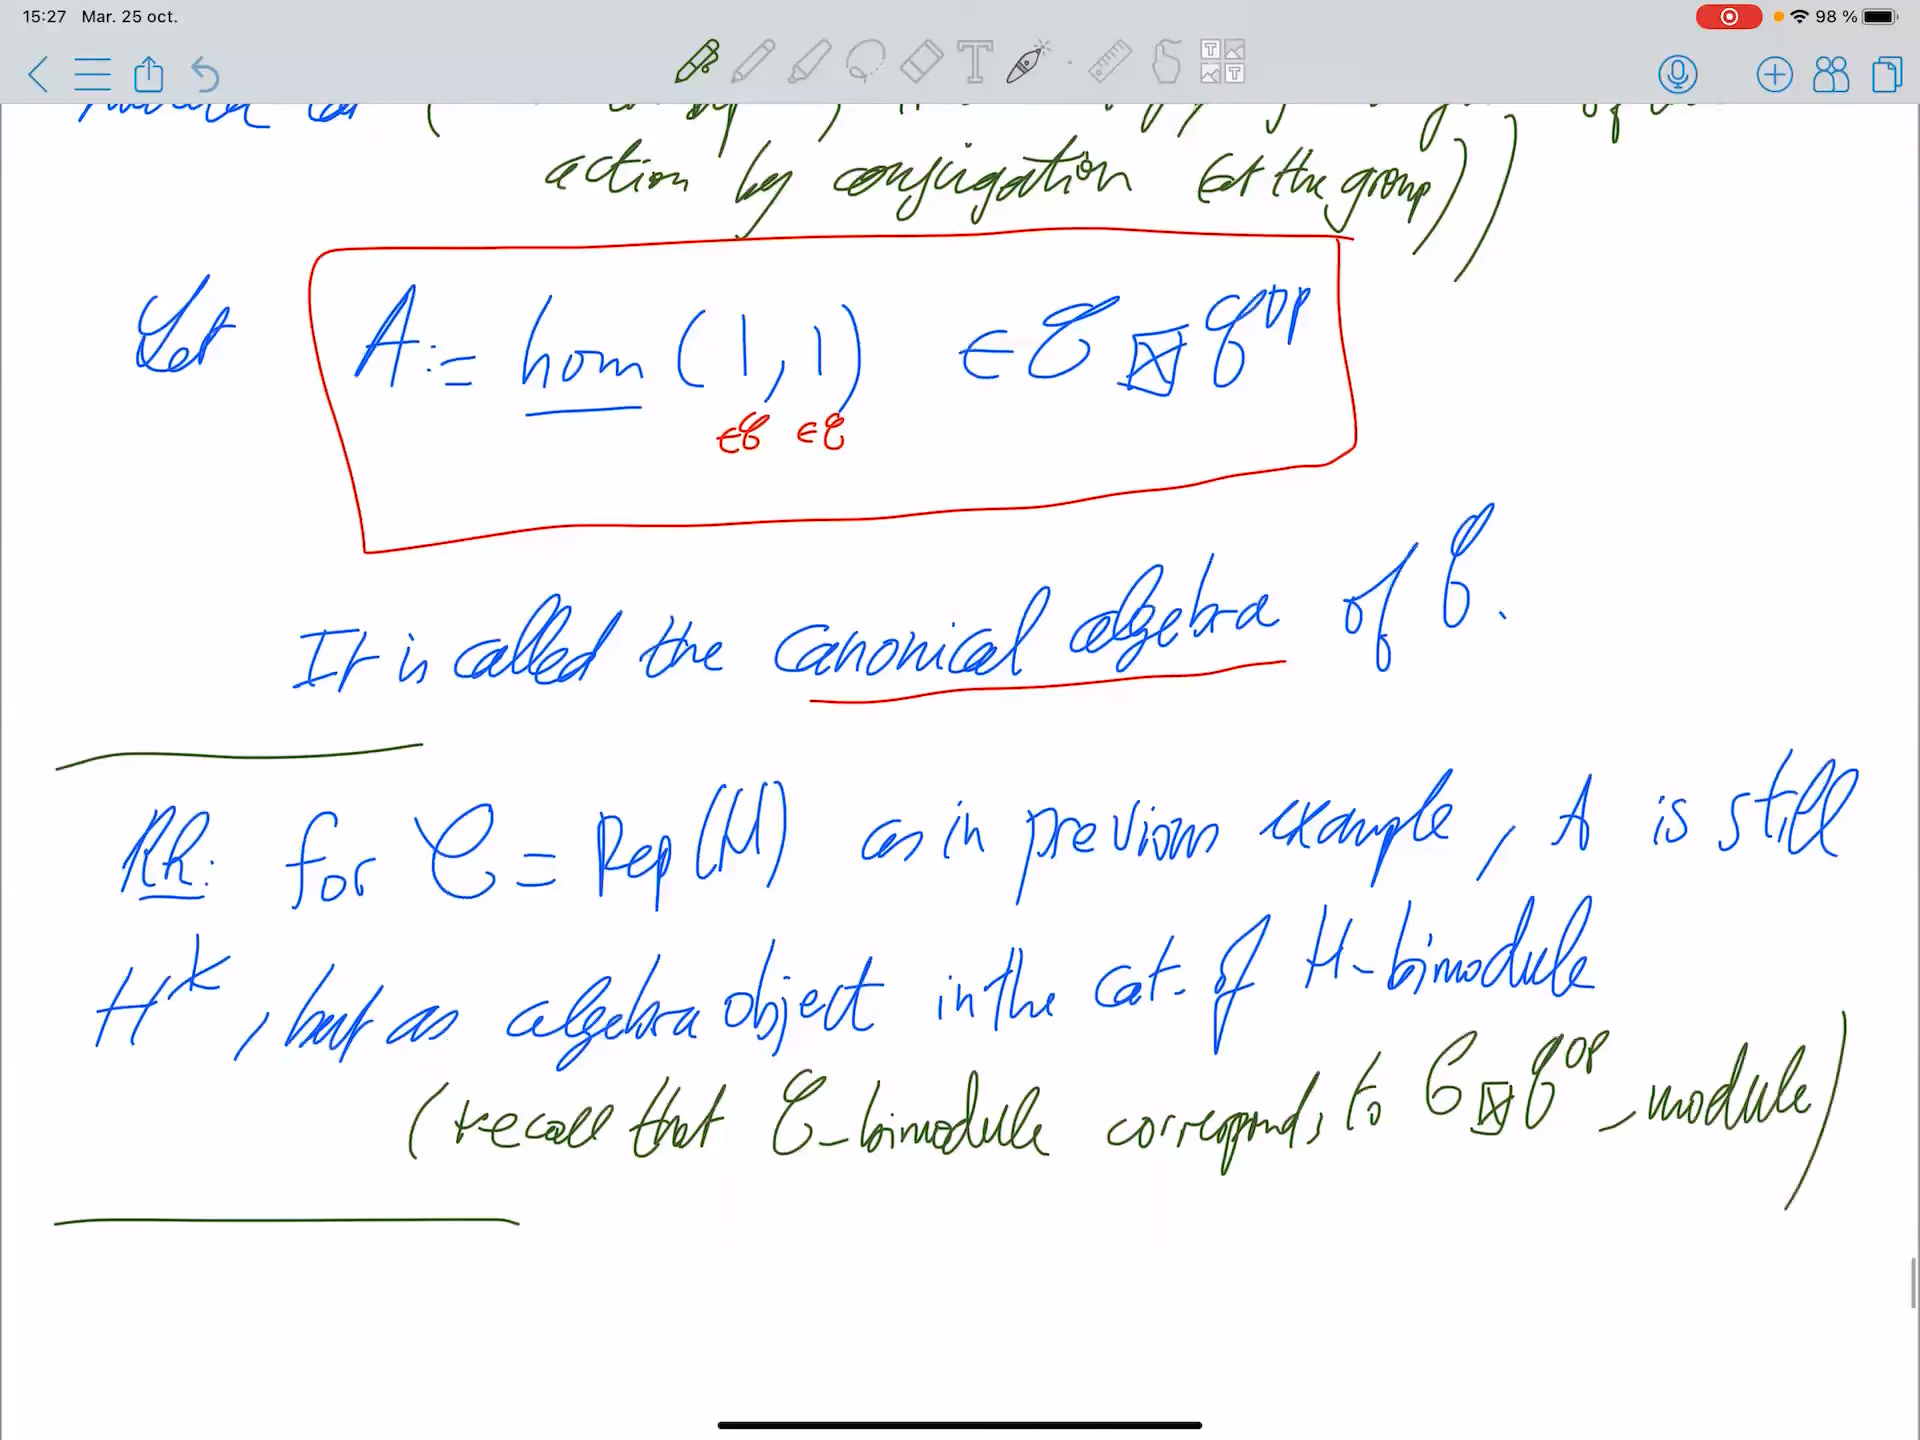 15:27 Mar. 25 oct. 98 %
action by conjugation (at the group))
Let A := hom (1, 1) ∈ 𝒞 ⊠ 𝒞^op
∈𝒞 ∈𝒞
It is called the canonical algebra of 𝒞.
Rk: for 𝒞 = Rep(H) as in previous example, A is still
H*, but as algebra object in the cat. of H-bimodule
(recall that 𝒞-bimodule corresponds to 𝒞⊠𝒞^op-module)